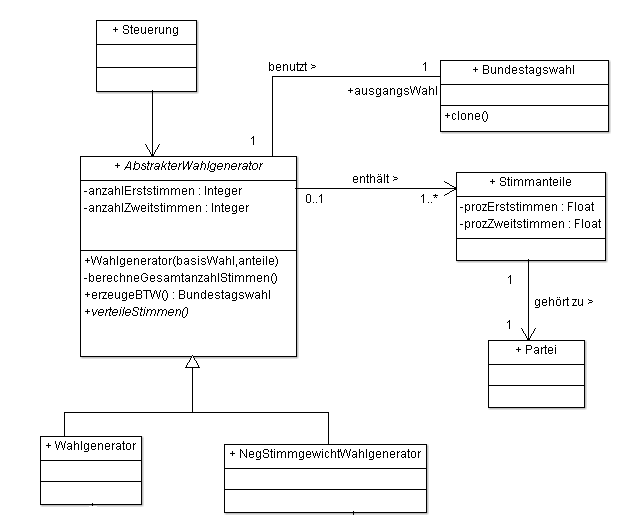 + Steuerung
benutzt >
1
+ausgangsWahl
1
+ Bundestagswahl
+clone()
+ AbstrakterWahlgenerator
-anzahlErststimmen : Integer
-anzahlZweitstimmen : Integer
+Wahlgenerator(basisWahl,anteile)
-berechneGesamtanzahlStimmen()
+erzeugeBTW() : Bundestagswahl
+verteileStimmen()
enthält >
0..1
1..*
+ Stimmanteile
-prozErststimmen : Float
-prozZweitstimmen : Float
1
gehört zu >
1
+ Partei
+ Wahlgenerator
+ NegStimmgewichtWahlgenerator